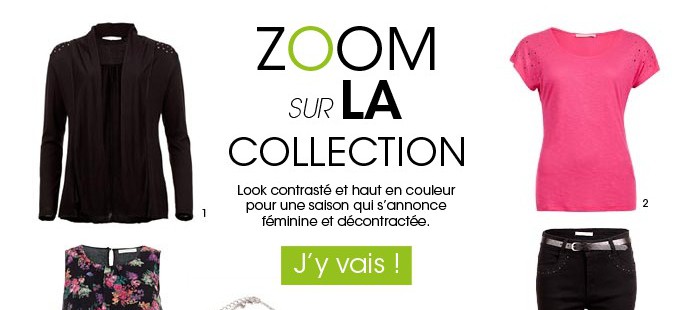 ZOOM
SUR LA
COLLECTION
Look contrasté et haut en couleur
pour une saison qui s'annonce
féminine et décontractée.
J'y vais !
1
2